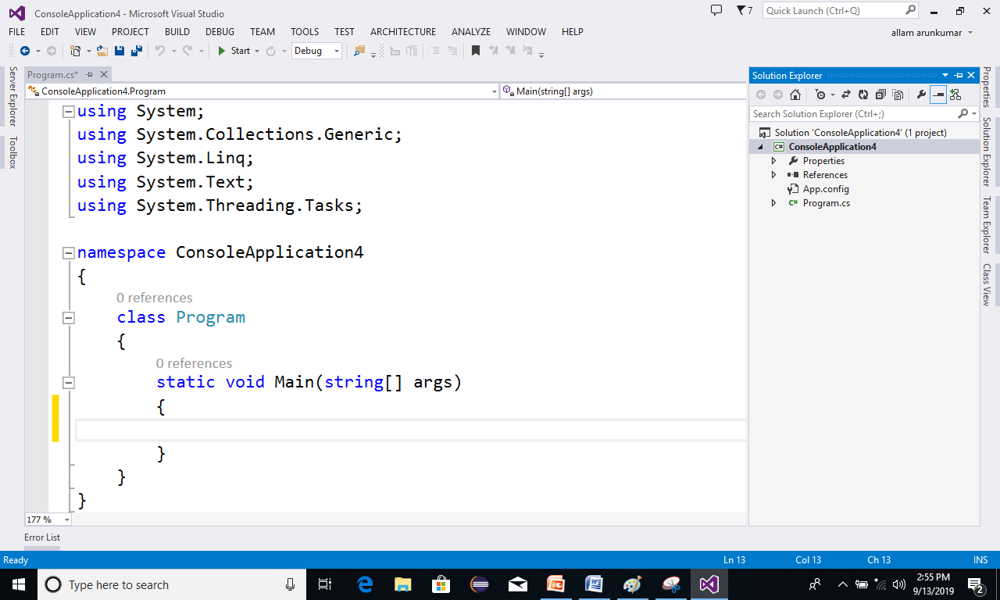 ConsoleApplication4 - Microsoft Visual Studio
7
Quick Launch (Ctrl+Q)
FILE EDIT VIEW PROJECT BUILD DEBUG TEAM TOOLS TEST ARCHITECTURE ANALYZE WINDOW HELP
allam arunkumar
Start Debug
Server Explorer
Toolbox
Program.cs*
ConsoleApplication4.Program
Main(string[] args)
using System;
using System.Collections.Generic;
using System.Linq;
using System.Text;
using System.Threading.Tasks;
namespace ConsoleApplication4
{
0 references
class Program
{
0 references
static void Main(string[] args)
{
}
}
}
177 %
Error List
Solution Explorer
Search Solution Explorer (Ctrl+;)
Solution 'ConsoleApplication4' (1 project)
C# ConsoleApplication4
Properties
References
App.config
C# Program.cs
Properties
Solution Explorer
Team Explorer
Class View
Ready
Ln 13 Col 13 Ch 13 INS
Type here to search
2:55 PM
9/13/2019
2